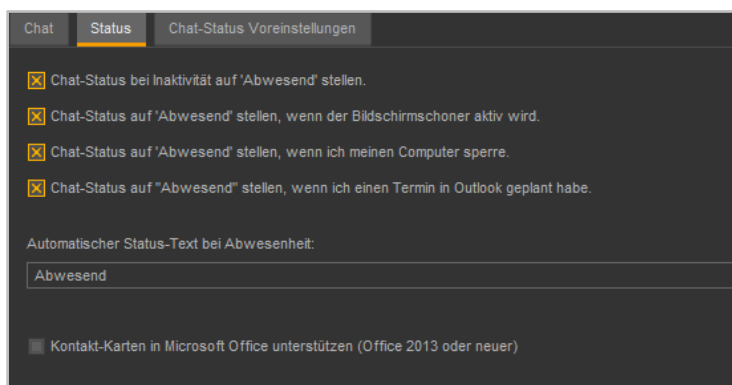 Chat Status Chat-Status Voreinstellungen
Chat-Status bei Inaktivität auf 'Abwesend' stellen.
Chat-Status auf 'Abwesend' stellen, wenn der Bildschirmschoner aktiv wird.
Chat-Status auf 'Abwesend' stellen, wenn ich meinen Computer sperre.
Chat-Status auf "Abwesend" stellen, wenn ich einen Termin in Outlook geplant habe.
Automatischer Status-Text bei Abwesenheit:
Abwesend
Kontakt-Karten in Microsoft Office unterstützen (Office 2013 oder neuer)